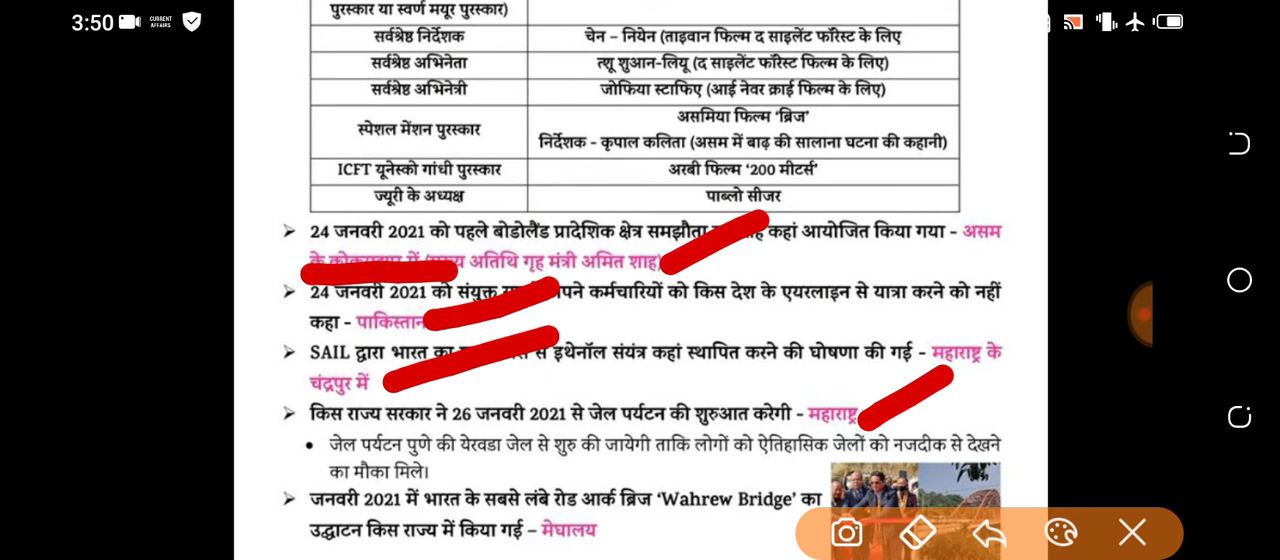 3:50
CURRENT AFFAIRS
पुरस्कार या स्वर्ण मयूर पुरस्कार)
सर्वश्रेष्ठ निर्देशक चेन – नियेन (ताइवान फिल्म द साइलेंट फॉरेस्ट के लिए
सर्वश्रेष्ठ अभिनेता त्शू शुआन-लियू (द साइलेंट फॉरेस्ट फिल्म के लिए)
सर्वश्रेष्ठ अभिनेत्री जोफिया स्टाफिए (आई नेवर क्राई फिल्म के लिए)
स्पेशल मेंशन पुरस्कार असमिया फिल्म ‘ब्रिज’
निर्देशक - कृपाल कलिता (असम में बाढ़ की सालाना घटना की कहानी)
ICFT यूनेस्को गांधी पुरस्कार अरबी फिल्म ‘200 मीटर्स’
ज्यूरी के अध्यक्ष पाब्लो सीजर
24 जनवरी 2021 को पहले बोडोलैंड प्रादेशिक क्षेत्र समझौता कहां आयोजित किया गया - असम
के में अतिथि गृह मंत्री अमित शाह)
24 जनवरी 2021 को संयुक्त कर्मचारियों को किस देश के एयरलाइन से यात्रा करने को नहीं
कहा - पाकिस्तान
SAIL द्वारा भारत का से इथेनॉल संयंत्र कहां स्थापित करने की घोषणा की गई - महाराष्ट्र के
चंद्रपुर में
किस राज्य सरकार ने 26 जनवरी 2021 से जेल पर्यटन की शुरुआत करेगी - महाराष्ट्र
• जेल पर्यटन पुणे की येरवडा जेल से शुरु की जायेगी ताकि लोगों को ऐतिहासिक जेलों को नजदीक से देखने
का मौका मिले।
जनवरी 2021 में भारत के सबसे लंबे रोड आर्क ब्रिज ‘Wahrew Bridge’ का
उद्घाटन किस राज्य में किया गई – मेघालय